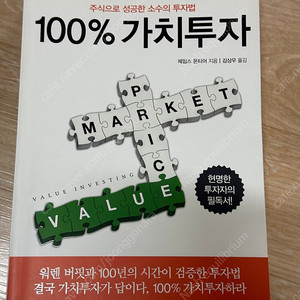 주식으로 성공한 소수의 투자법
100% 가치투자
제임스 몬티어 지음 | 김상우 옮김
MARKET
PRICE
VALUE INVESTING
VALUE
현명한
투자자의
필독서!
워렌 버핏과 100년의 시간이 검증한 투자법
결국 가치투자가 답이다, 100% 가치투자하라